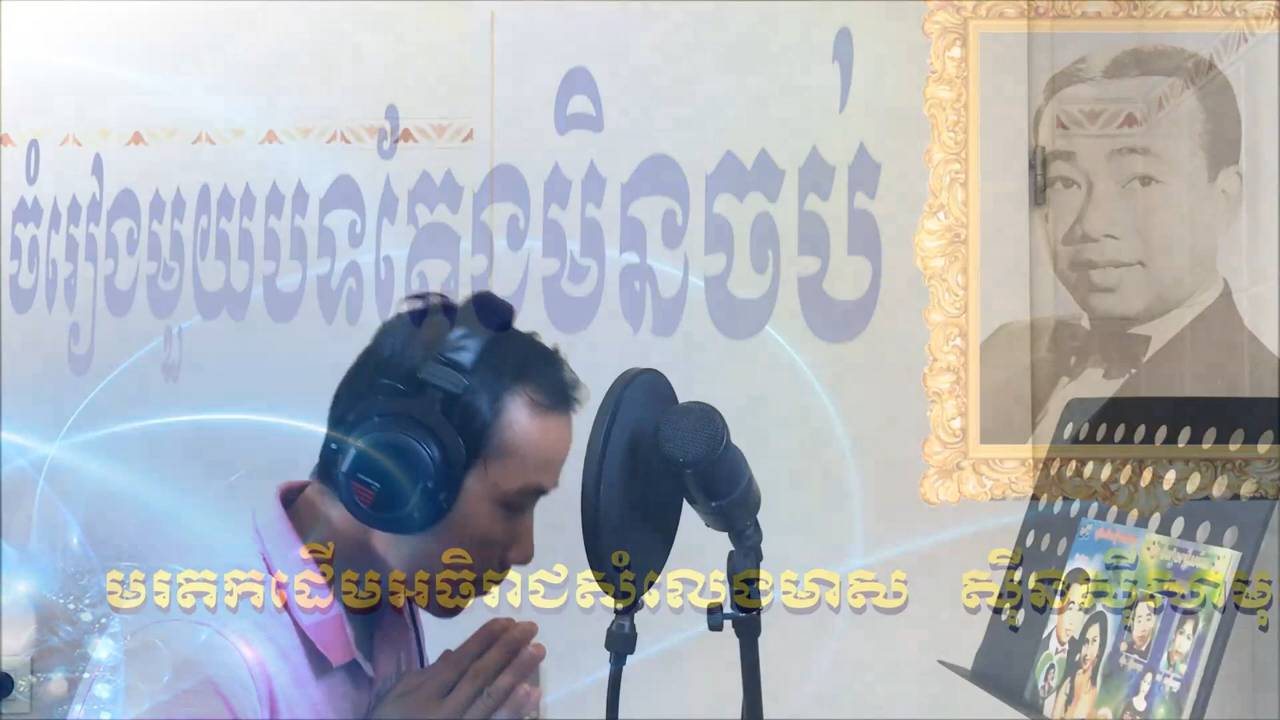 ចំរៀងមួយបទតែងមិនចប់
មរតកដើមអធិរាជសំលេងមាស ស៊ីនស៊ីសាមុ